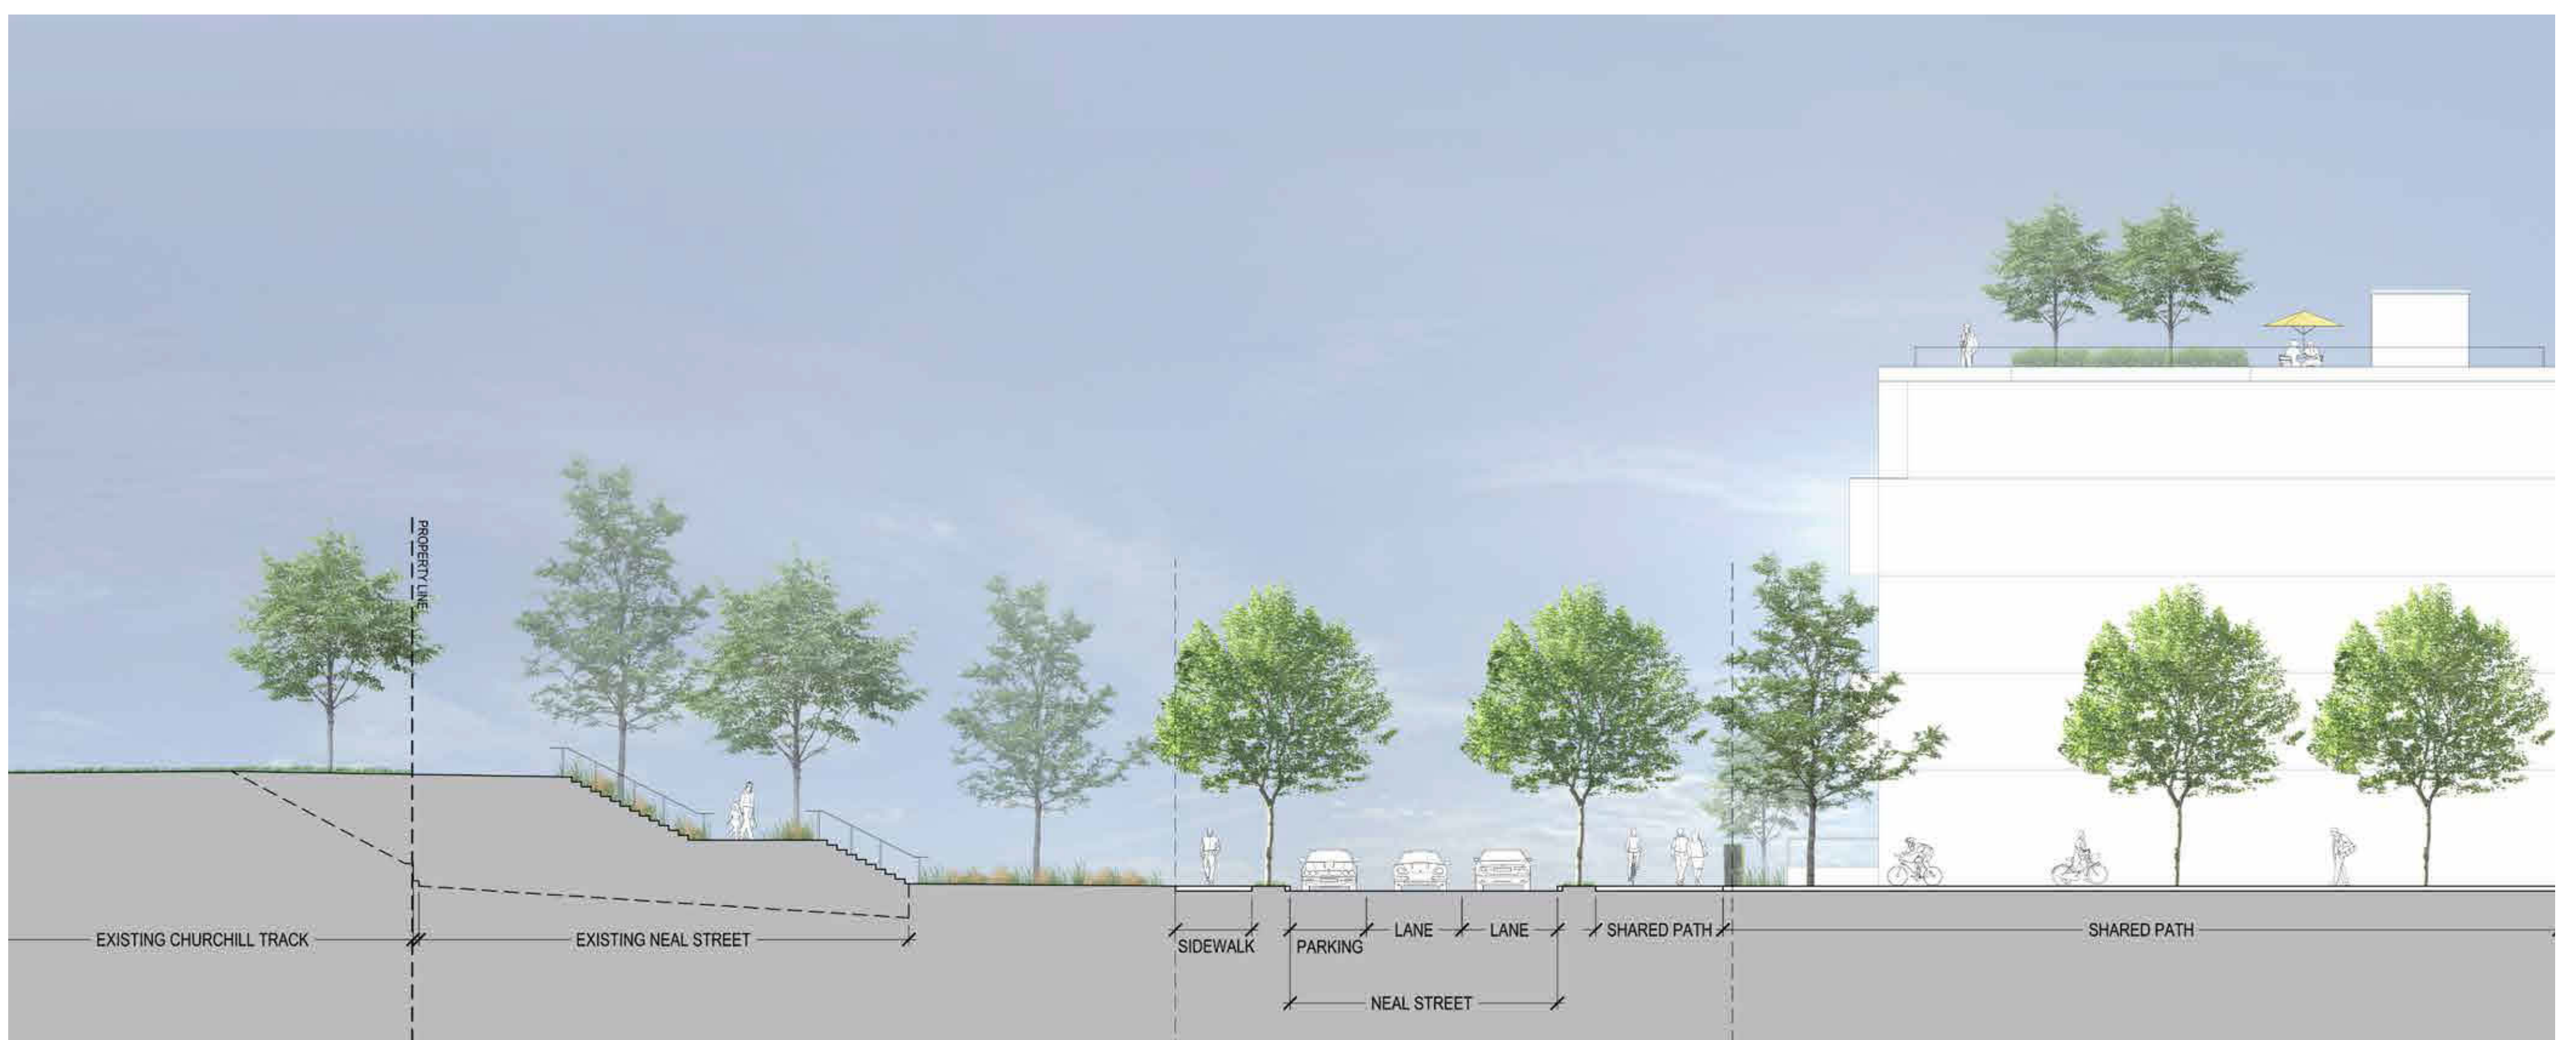 PROPERTY LINE
EXISTING CHURCHILL TRACK
EXISTING NEAL STREET
SIDEWALK
PARKING
LANE
LANE
SHARED PATH
SHARED PATH
NEAL STREET